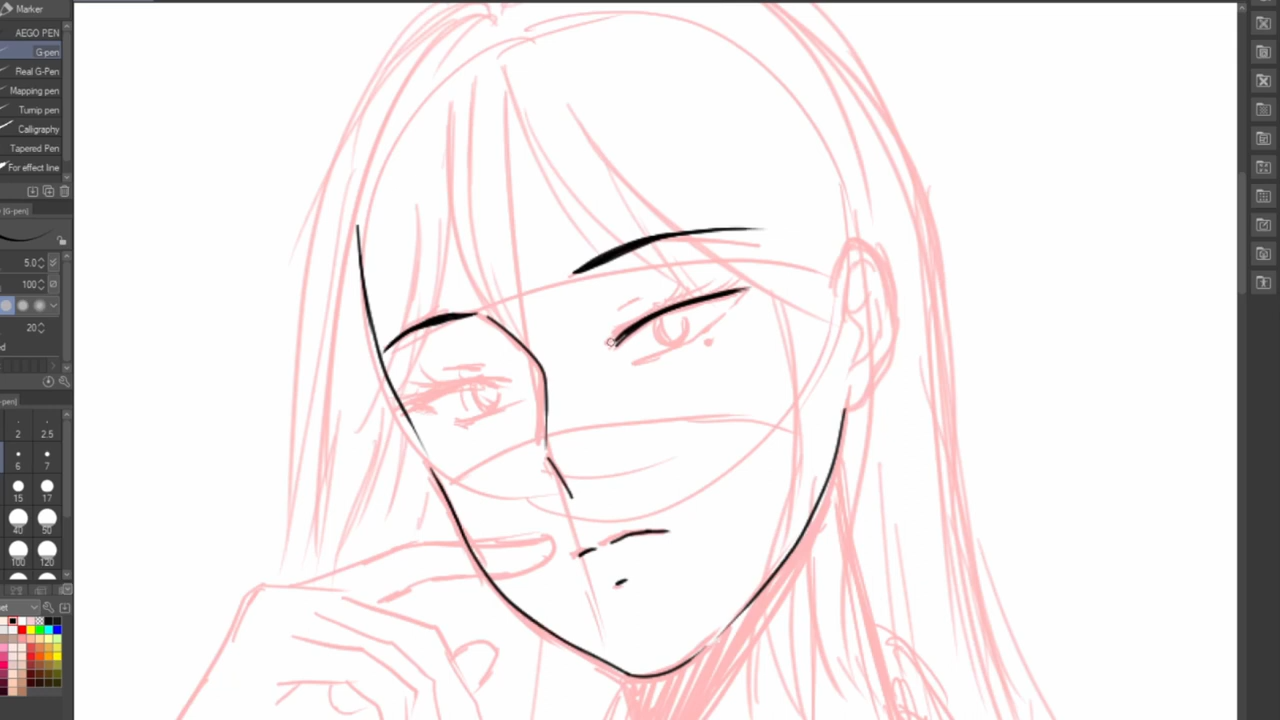 Marker
AEGO PEN
G-pen
Real G-Pen
Mapping pen
Turnip pen
Calligraphy
Tapered Pen
For effect line
[G-pen]
5.0
100
20
2 2.5
6 7
15 17
40 50
100 120